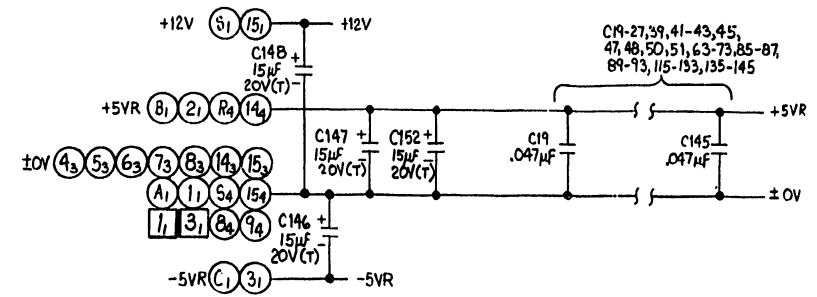 +12V S1 151 +12V
C148 +
15µF
20V(T) -
C19-27,39,41-43,45,
47,48,50,51,63-73,85-87,
89-93,115-133,135-145
+5VR B1 21 R4 144 +5VR
C147 + C152 + C19 C145
15µF 15µF .047µF .047µF
20V(T) - 20V(T) -
±0V 43 53 63 73 83 143 153
A1 11 S4 154 ±0V
11 31 84 94
C146 +
15µF
20V(T) -
-5VR C1 31 -5VR